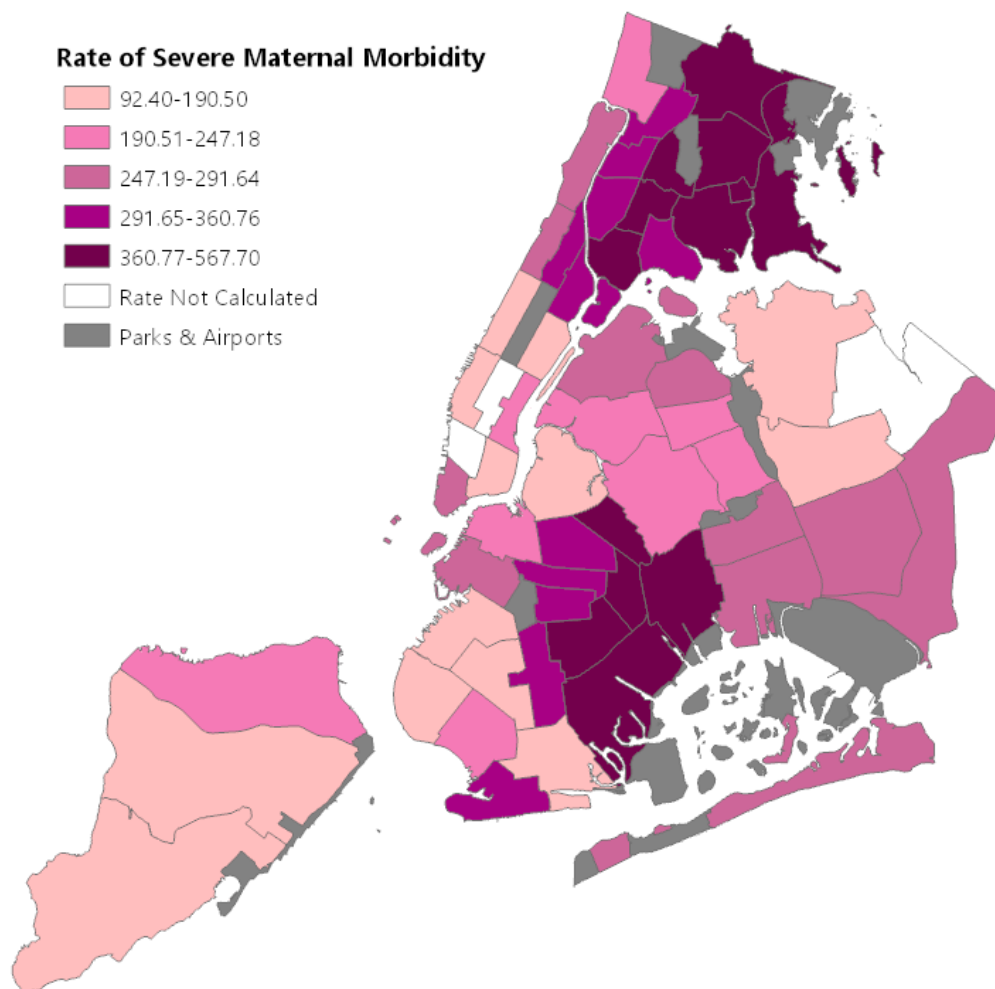 Rate of Severe Maternal Morbidity
92.40-190.50
190.51-247.18
247.19-291.64
291.65-360.76
360.77-567.70
Rate Not Calculated
Parks & Airports